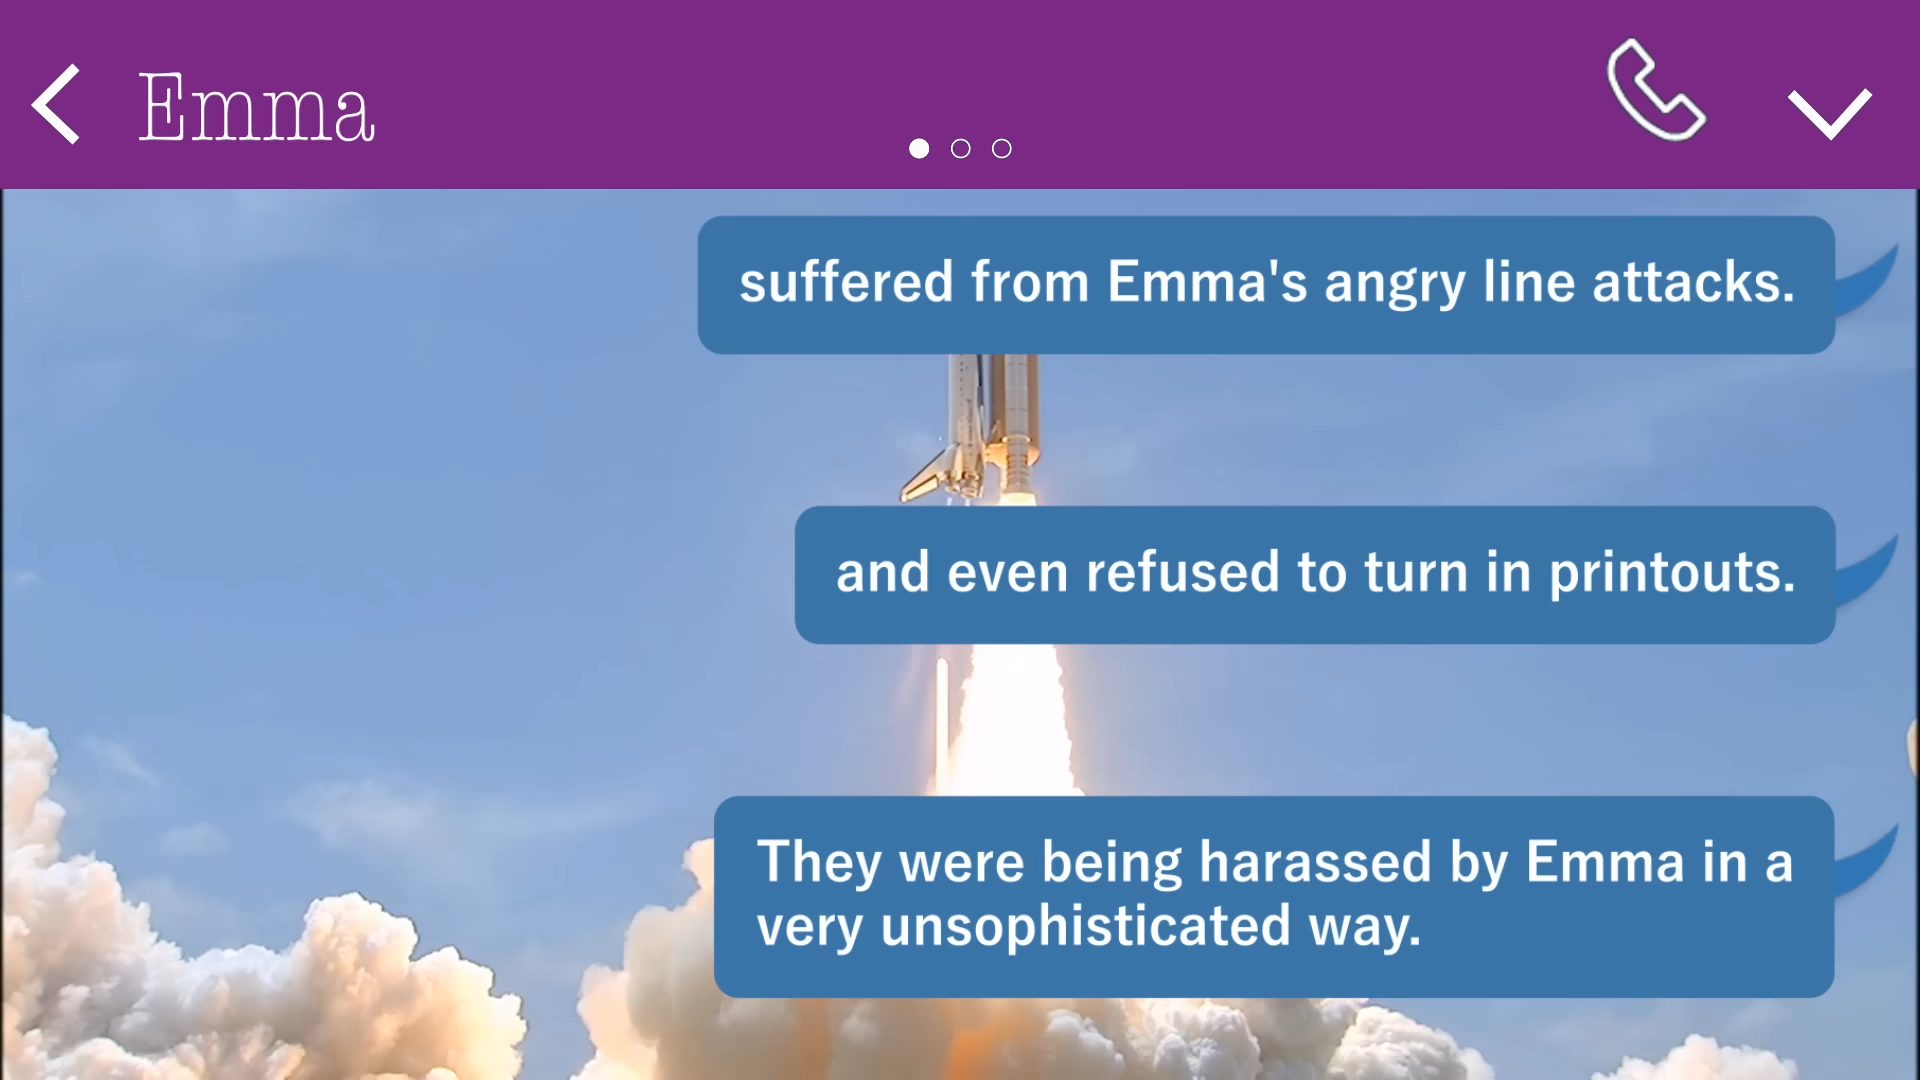 Emma
suffered from Emma's angry line attacks.
and even refused to turn in printouts.
They were being harassed by Emma in a
very unsophisticated way.